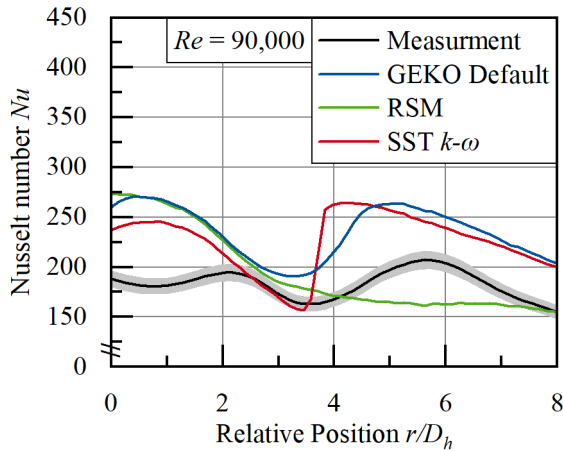 450
400
350
300
250
200
150
0
Nusselt number Nu
Re = 90,000
Measurment
GEKO Default
RSM
SST k-ω
0
2
4
6
8
Relative Position r/Dh